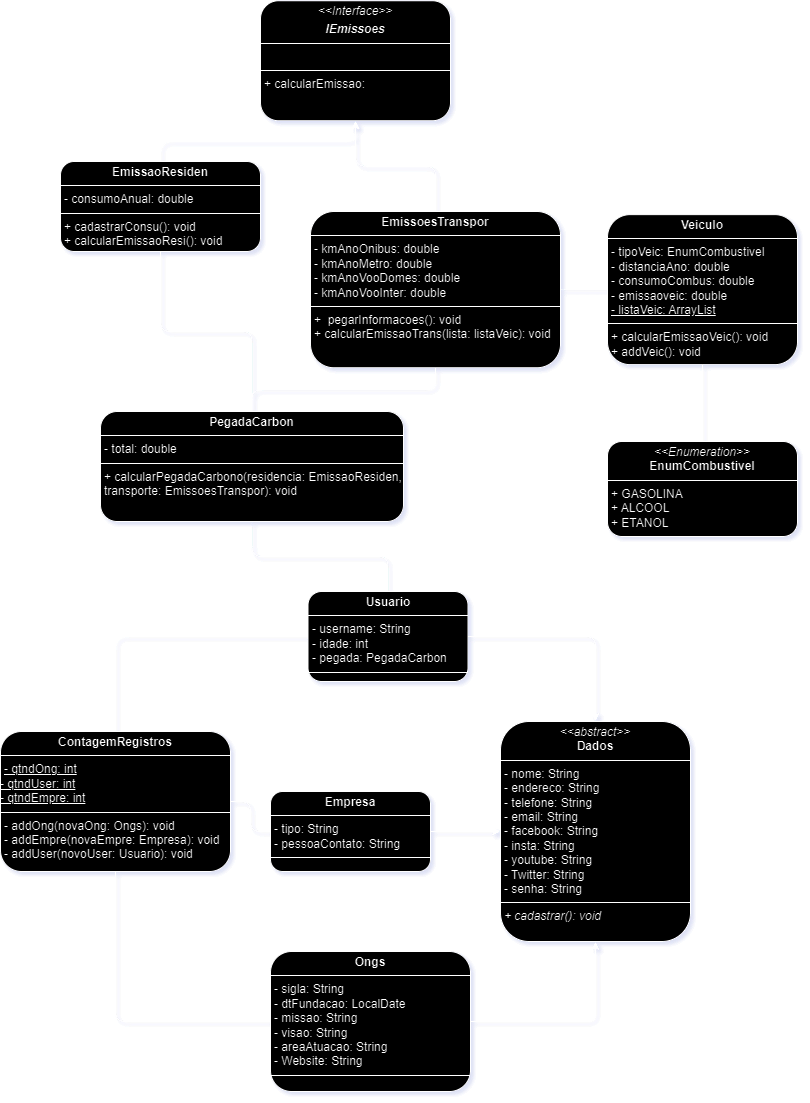 <<Interface>>
IEmissoes
+ calcularEmissao:
EmissaoResiden
- consumoAnual: double
+ cadastrarConsu(): void
+ calcularEmissaoResi(): void
EmissoesTranspor
- kmAnoOnibus: double
- kmAnoMetro: double
- kmAnoVooDomes: double
- kmAnoVooInter: double
+  pegarInformacoes(): void
+ calcularEmissaoTrans(lista: listaVeic): void
Veiculo
- tipoVeic: EnumCombustivel
- distanciaAno: double
- consumoCombus: double
- emissaoveic: double
- listaVeic: ArrayList
+ calcularEmissaoVeic(): void
+ addVeic(): void
PegadaCarbon
- total: double
+ calcularPegadaCarbono(residencia: EmissaoResiden,
transporte: EmissoesTranspor): void
<<Enumeration>>
EnumCombustivel
+ GASOLINA
+ ALCOOL
+ ETANOL
Usuario
- username: String
- idade: int
- pegada: PegadaCarbon
ContagemRegistros
- qtndOng: int
- qtndUser: int
- qtndEmpre: int
+ addOng(novaOng: Ongs): void
+ addEmpre(novaEmpre: Empresa): void
+ addUser(novoUser: Usuario): void
Empresa
- tipo: String
- pessoaContato: String
<<abstract>>
Dados
- nome: String
- endereco: String
- telefone: String
- email: String
- facebook: String
- insta: String
- youtube: String
- Twitter: String
- senha: String
+ cadastrar(): void
Ongs
- sigla: String
- dtFundacao: LocalDate
- missao: String
- visao: String
- areaAtuacao: String
- Website: String